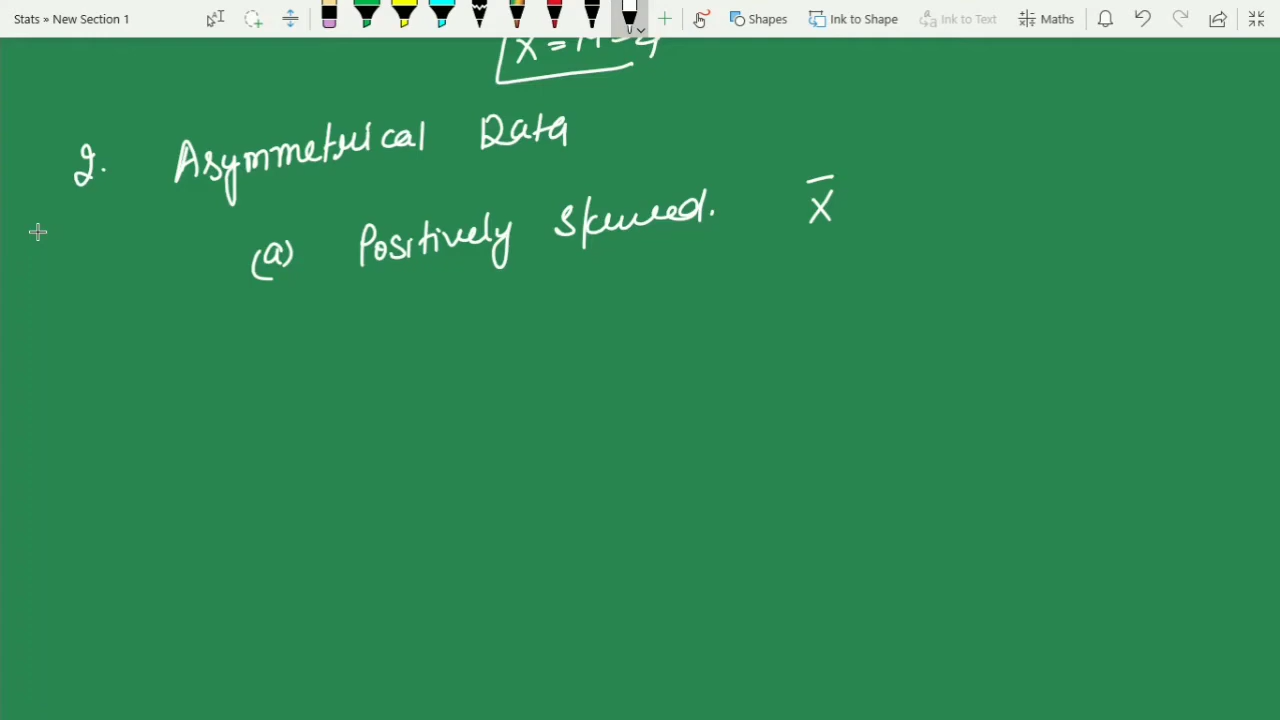 Stats » New Section 1 Shapes Ink to Shape Ink to Text Maths
2. Asymmetrical Data
(a) Positively Skewed. X̅